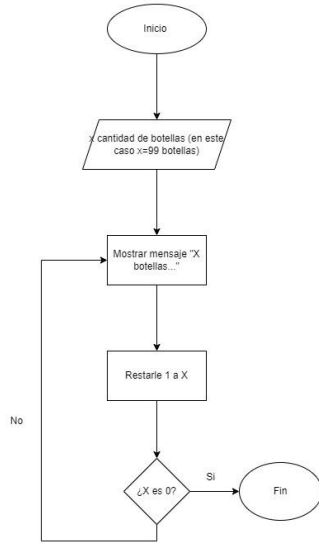 Inicio
x cantidad de botellas (en este
caso x=99 botellas)
Mostrar mensaje "X
botellas..."
Restarle 1 a X
No
¿X es 0?
Si
Fin